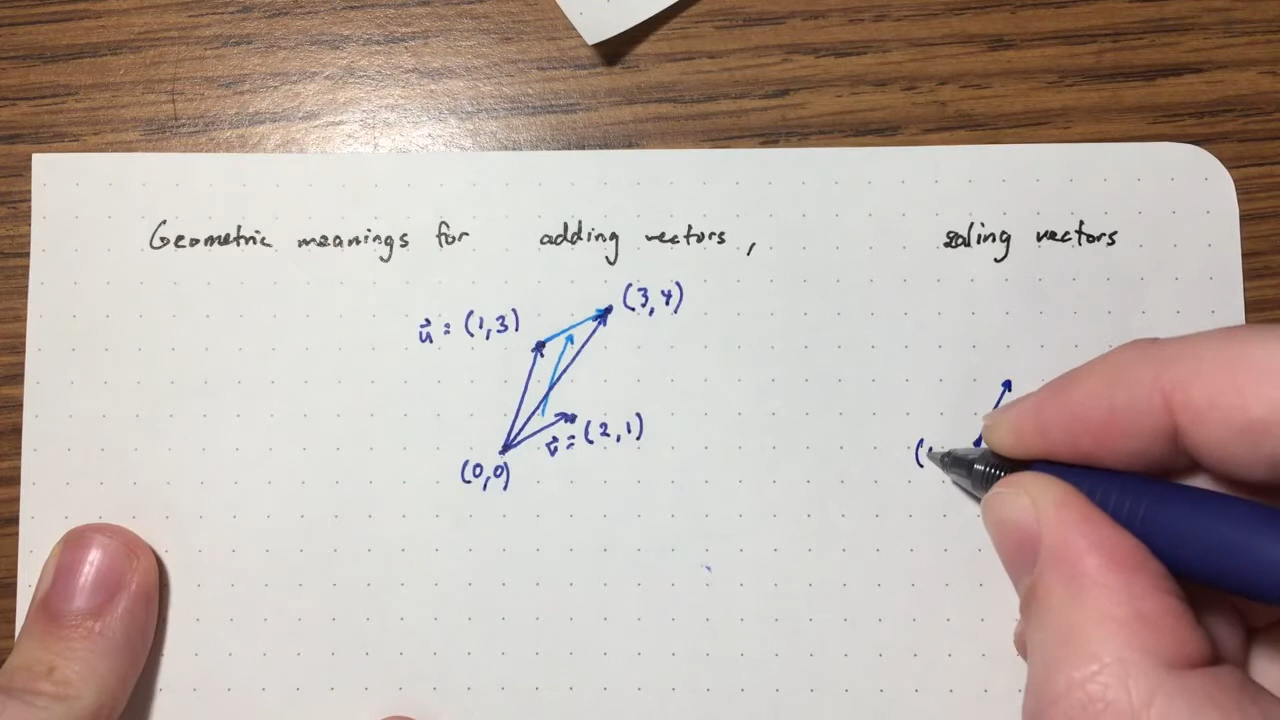 Geometric meanings for adding vectors, scaling vectors
(3,4)
u⃗ = (1,3)
v⃗ = (2,1)
(0,0)
(